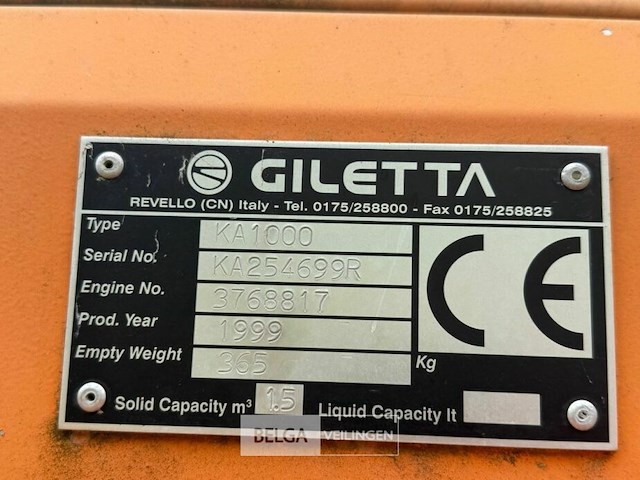 GILETTA
REVELLO (CN) Italy - Tel. 0175/258800 - Fax 0175/258825
Type KA1000
Serial No. KA254699R
Engine No. 3768817
Prod. Year 1999
Empty Weight 365 Kg
CE
Solid Capacity m³ 1.5 Liquid Capacity lt
BELGA VEILINGEN